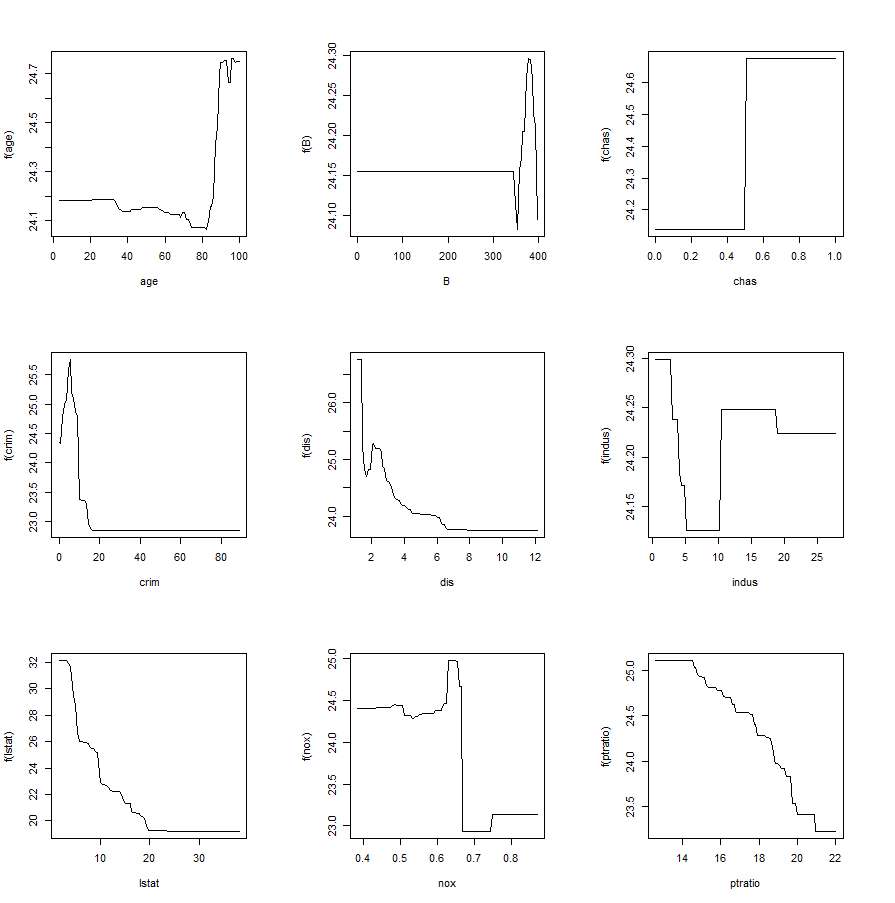 24.7
24.5
24.3
24.1
f(age)
0 20 40 60 80 100
age
24.30
24.25
24.20
24.15
24.10
f(B)
0 100 200 300 400
B
24.6
24.5
24.4
24.3
24.2
f(chas)
0.0 0.2 0.4 0.6 0.8 1.0
chas
25.5
25.0
24.5
24.0
23.5
23.0
f(crim)
0 20 40 60 80
crim
26.0
25.0
24.0
f(dis)
2 4 6 8 10 12
dis
24.30
24.25
24.20
24.15
f(indus)
0 5 10 15 20 25
indus
32
30
28
26
24
22
20
f(lstat)
10 20 30
lstat
25.0
24.5
24.0
23.5
23.0
f(nox)
0.4 0.5 0.6 0.7 0.8
nox
25.0
24.5
24.0
23.5
f(ptratio)
14 16 18 20 22
ptratio